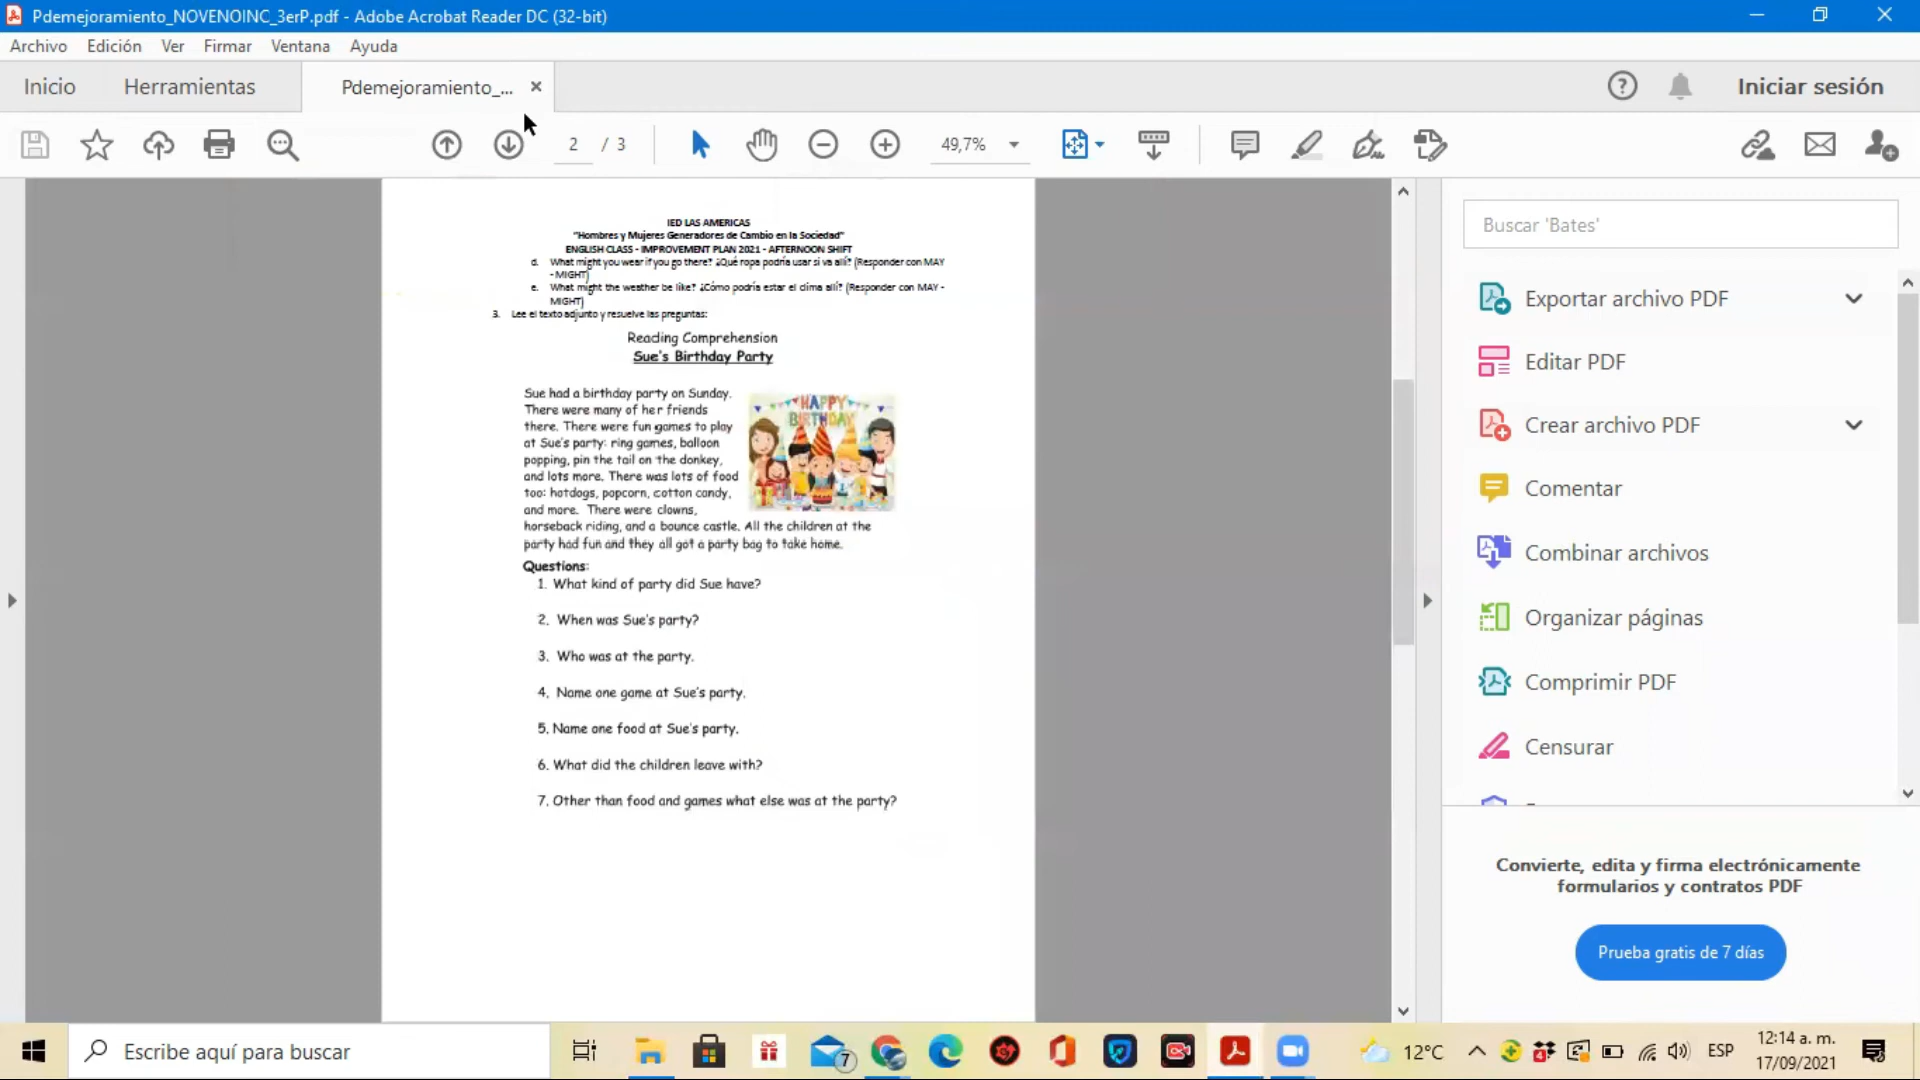 Pdemejoramiento_NOVENOINC_3erP.pdf - Adobe Acrobat Reader DC (32-bit)
Archivo Edición Ver Firmar Ventana Ayuda
Inicio Herramientas Pdemejoramiento_... Iniciar sesión
2 / 3 49,7%
IED LAS AMERICAS
"Hombres y Mujeres Generadores de Cambio en la Sociedad"
ENGLISH CLASS - IMPROVEMENT PLAN 2021 - AFTERNOON SHIFT
d. What might you wear if you go there? ¿Qué ropa podría usar si va allí? (Responder con MAY
- MIGHT)
e. What might the weather be like? ¿Cómo podría estar el clima allí? (Responder con MAY -
MIGHT)
3. Lee el texto adjunto y resuelve las preguntas:
Reading Comprehension
Sue's Birthday Party
Sue had a birthday party on Sunday.
There were many of her friends
there. There were fun games to play
at Sue's party: ring games, balloon
popping, pin the tail on the donkey,
and lots more. There was lots of food
too: hotdogs, popcorn, cotton candy,
and more. There were clowns,
horseback riding, and a bounce castle. All the children at the
party had fun and they all got a party bag to take home.
HAPPY
BIRTHDAY
Questions:
1. What kind of party did Sue have?
2. When was Sue's party?
3. Who was at the party.
4. Name one game at Sue's party.
5. Name one food at Sue's party.
6. What did the children leave with?
7. Other than food and games what else was at the party?
Buscar 'Bates'
Exportar archivo PDF
Editar PDF
Crear archivo PDF
Comentar
Combinar archivos
Organizar páginas
Comprimir PDF
Censurar
Convierte, edita y firma electrónicamente
formularios y contratos PDF
Prueba gratis de 7 días
Escribe aquí para buscar
7
12°C
4
ESP
12:14 a. m.
17/09/2021